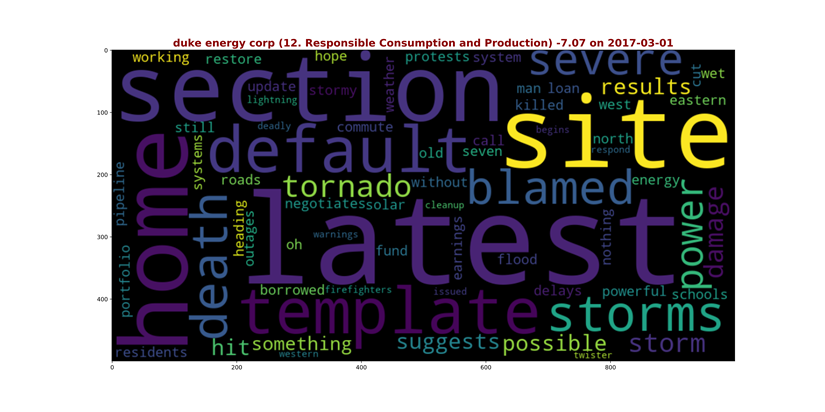 duke energy corp (12. Responsible Consumption and Production) -7.07 on 2017-03-01
0
100
200
300
400
0
200
400
600
800
working
restore
hope
protests
system
severe
cut
wet
section
update
stormy
lightning
weather
man
loan
results
killed
west
eastern
site
home
still
deadly
commute
default
call
begins
north
respond
old
seven
systems
roads
tornado
without
blamed
energy
pipeline
death
negotiates
solar
cleanup
power
damage
heading
outages
latest
oh
warnings
fund
earnings
flood
nothing
portfolio
borrowed
firefighters
issued
delays
powerful
schools
template
storms
residents
hit
something
western
suggests
possible
twister
storm